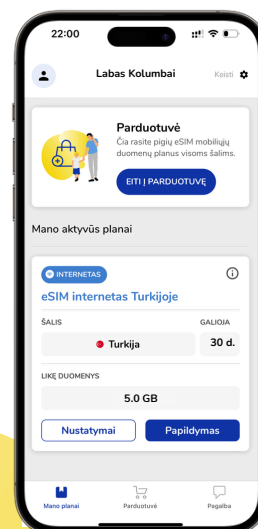 22:00
Labas Kolumbai
Keisti
Parduotuvė
Čia rasite pigių eSIM mobiliųjų
duomenų planus visoms šalims.
EITI Į PARDUOTUVĘ
Mano aktyvūs planai
INTERNETAS
eSIM internetas Turkijoje
ŠALIS
GALIOJA
Turkija
30 d.
LIKĘ DUOMENYS
5.0 GB
Nustatymai
Papildymas
Mano planai
Parduotuvė
Pagalba